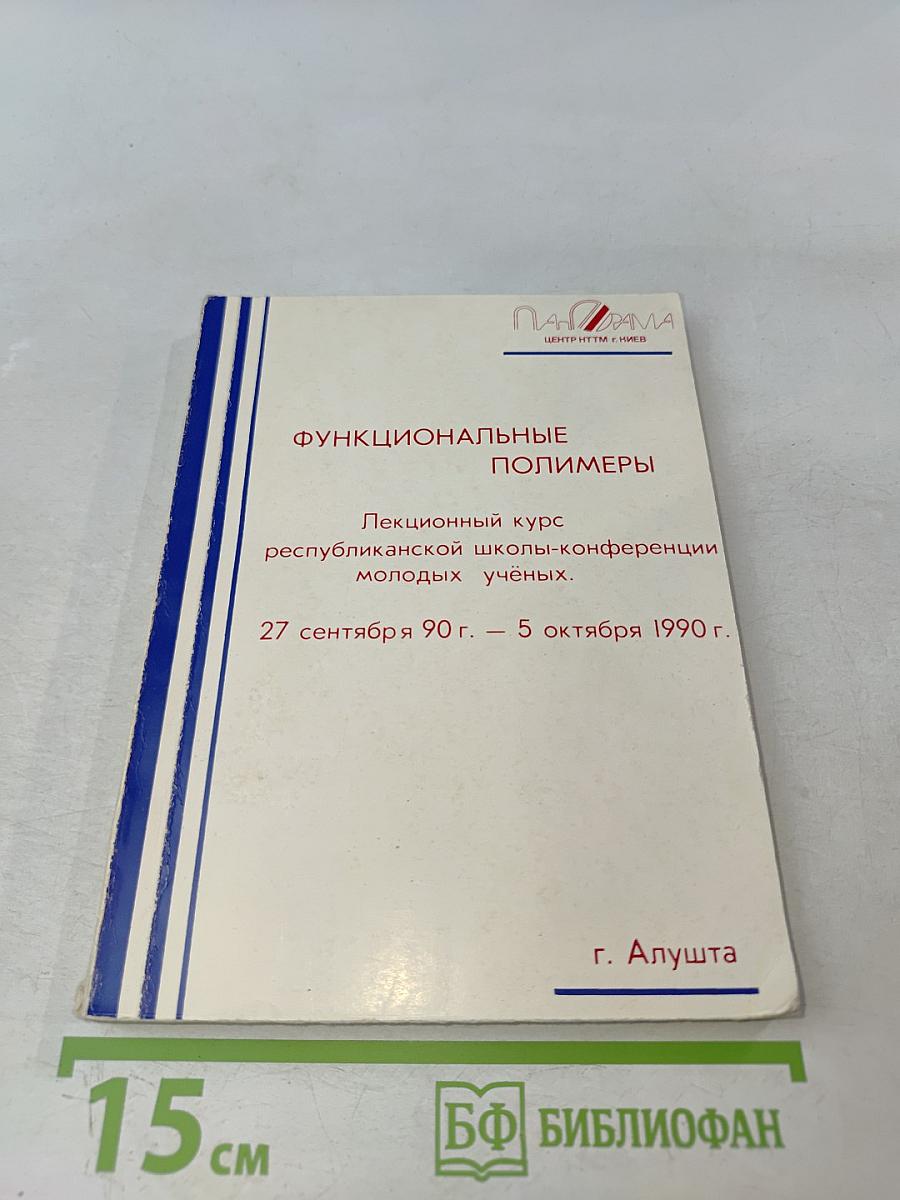 ПАНОРАМА
ЦЕНТР НТТМ г. КИЕВ
ФУНКЦИОНАЛЬНЫЕ
ПОЛИМЕРЫ
Лекционный курс
республиканской школы-конференции
молодых учёных.
27 сентября 90 г. — 5 октября 1990 г.
г. Алушта
15 см
БФ БИБЛИОФАН